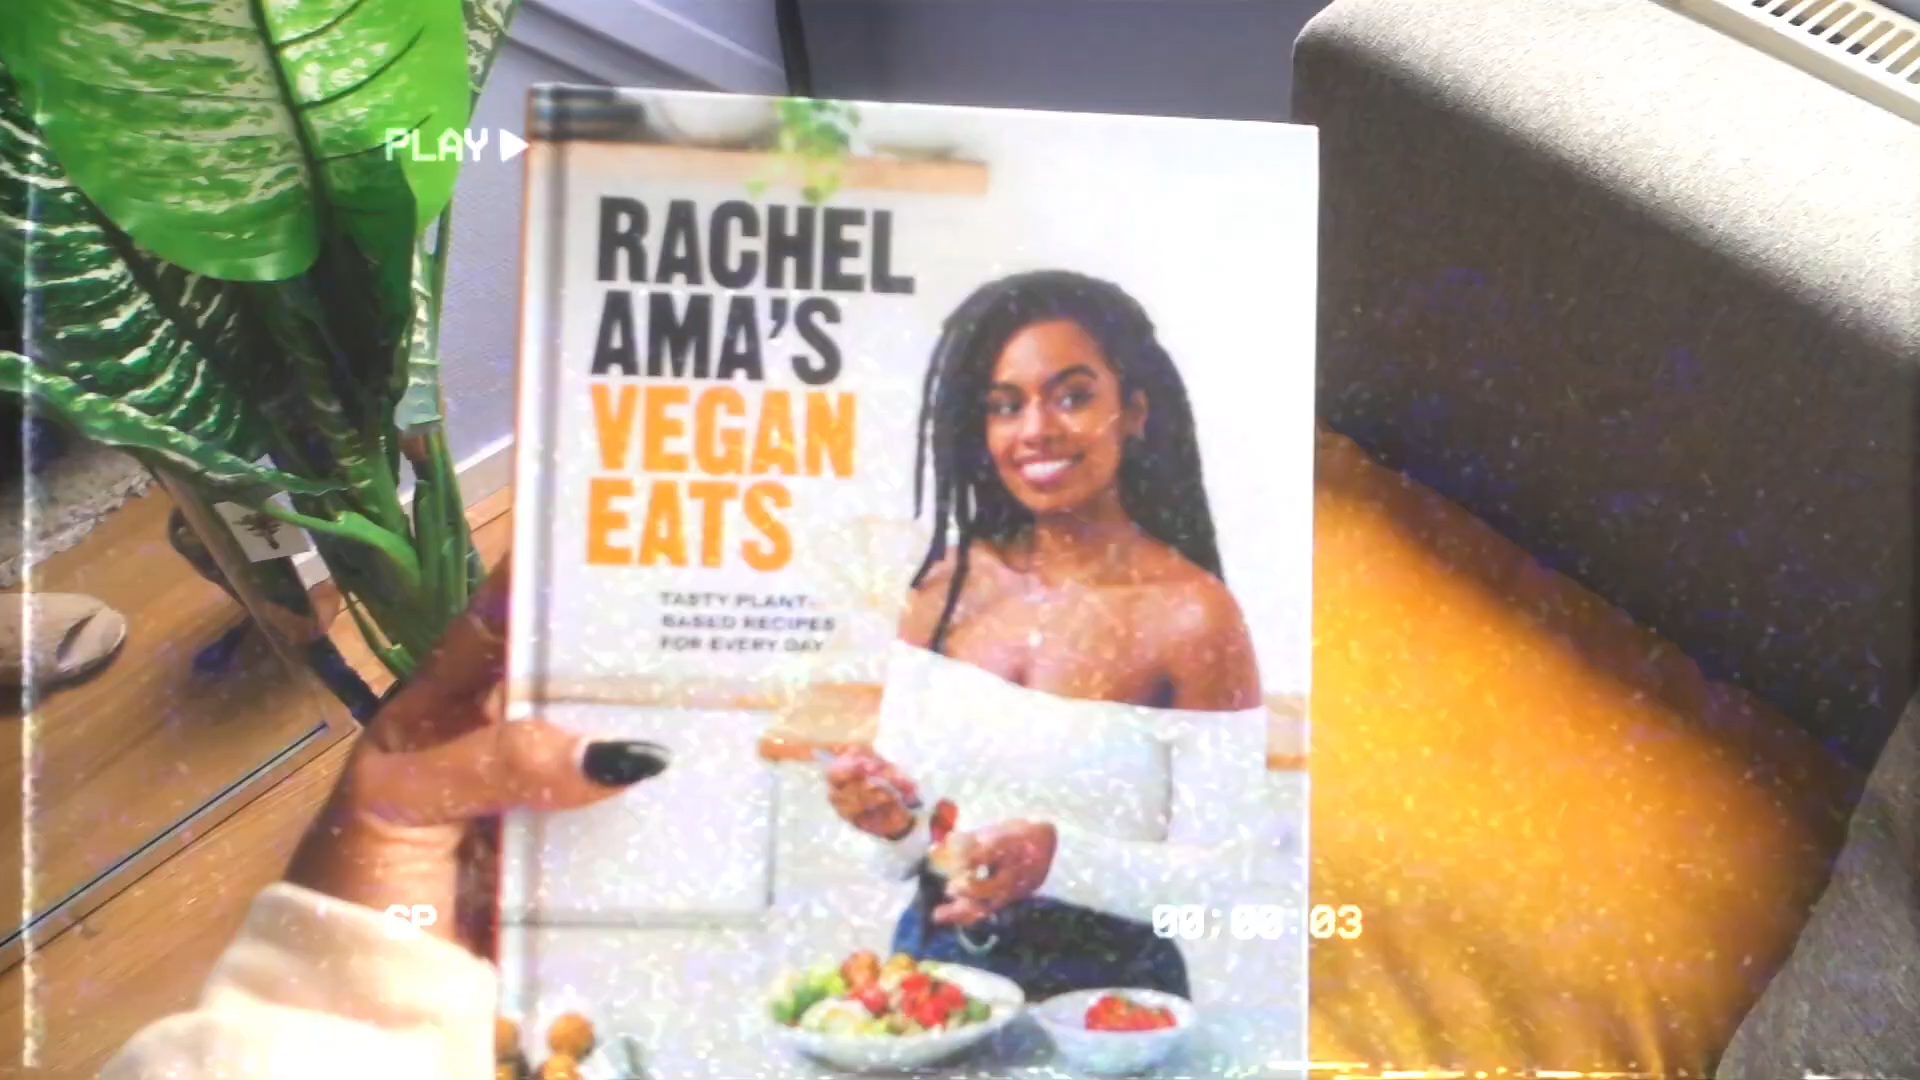 PLAY
RACHEL
AMA'S
VEGAN
EATS
TASTY PLANT-
BASED RECIPES
FOR EVERY DAY
SP
00:00:03